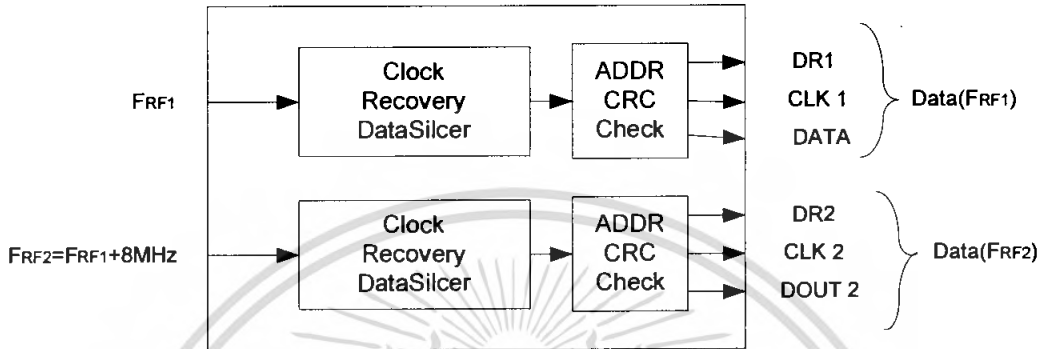 FRF1
Clock
Recovery
DataSilcer
ADDR
CRC
Check
DR1
CLK 1
DATA
Data(FRF1)
FRF2=FRF1+8MHz
Clock
Recovery
DataSilcer
ADDR
CRC
Check
DR2
CLK 2
DOUT 2
Data(FRF2)